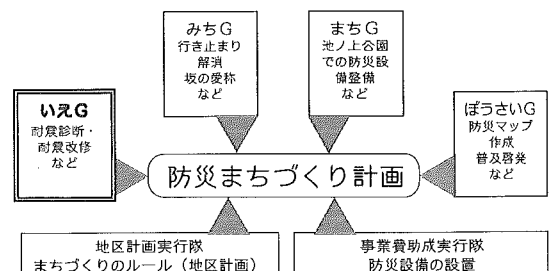 みちG
行き止まり
解消
坂の愛称
など
まちG
池ノ上公園
での防災設
備整備
など
いえG
耐震診断・
耐震改修
など
ぼうさいG
防災マップ
作成
普及啓発
など
防災まちづくり計画
地区計画実行隊
まちづくりのルール（地区計画）
事業費助成実行隊
防災設備の設置